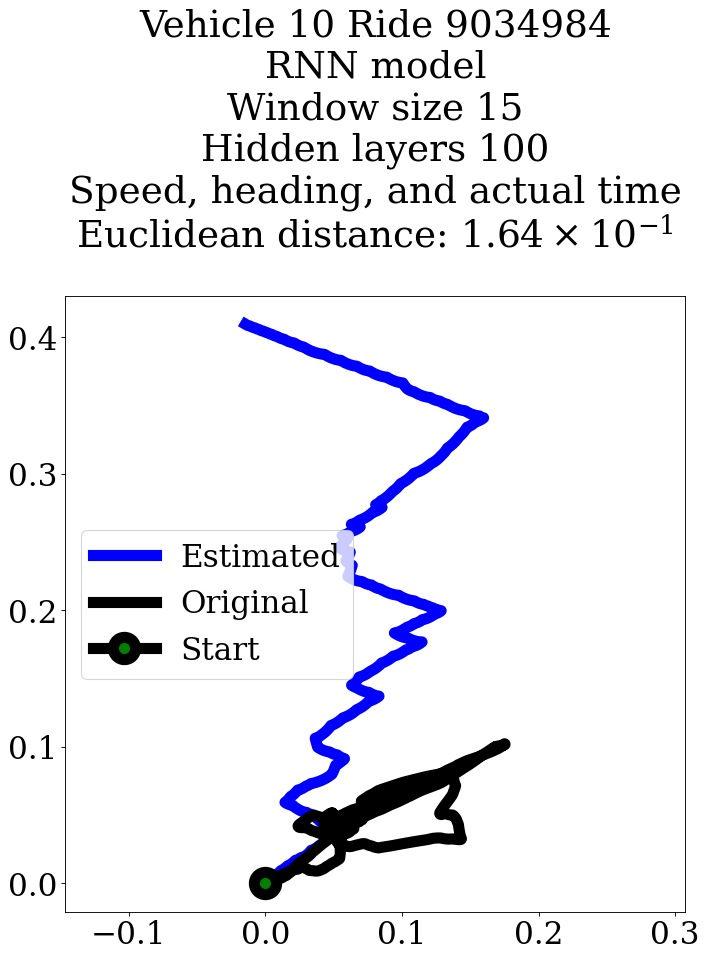 Vehicle 10 Ride 9034984
RNN model
Window size 15
Hidden layers 100
Speed, heading, and actual time
Euclidean distance: 1.64 × 10⁻¹
0.4
0.3
0.2
0.1
0.0
Estimated
Original
Start
−0.1 0.0 0.1 0.2 0.3